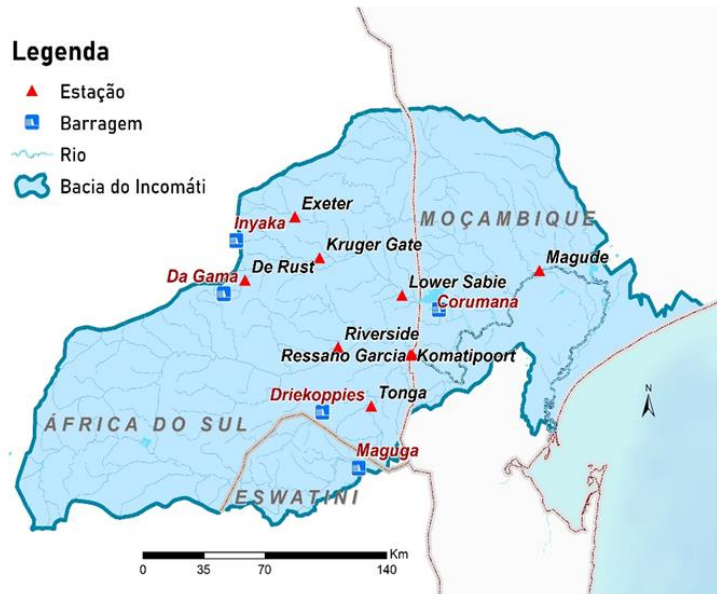 Legenda
Estação
Barragem
Rio
Bacia do Incomáti
Exeter
Inyaka
MOÇAMBIQUE
Kruger Gate
Magude
De Rust
Da Gama
Lower Sabie
Corumana
Riverside
Ressano Garcia Komatipoort
Driekoppies
Tonga
ÁFRICA DO SUL
Maguga
ESWATINI
N
Km
0 35 70 140